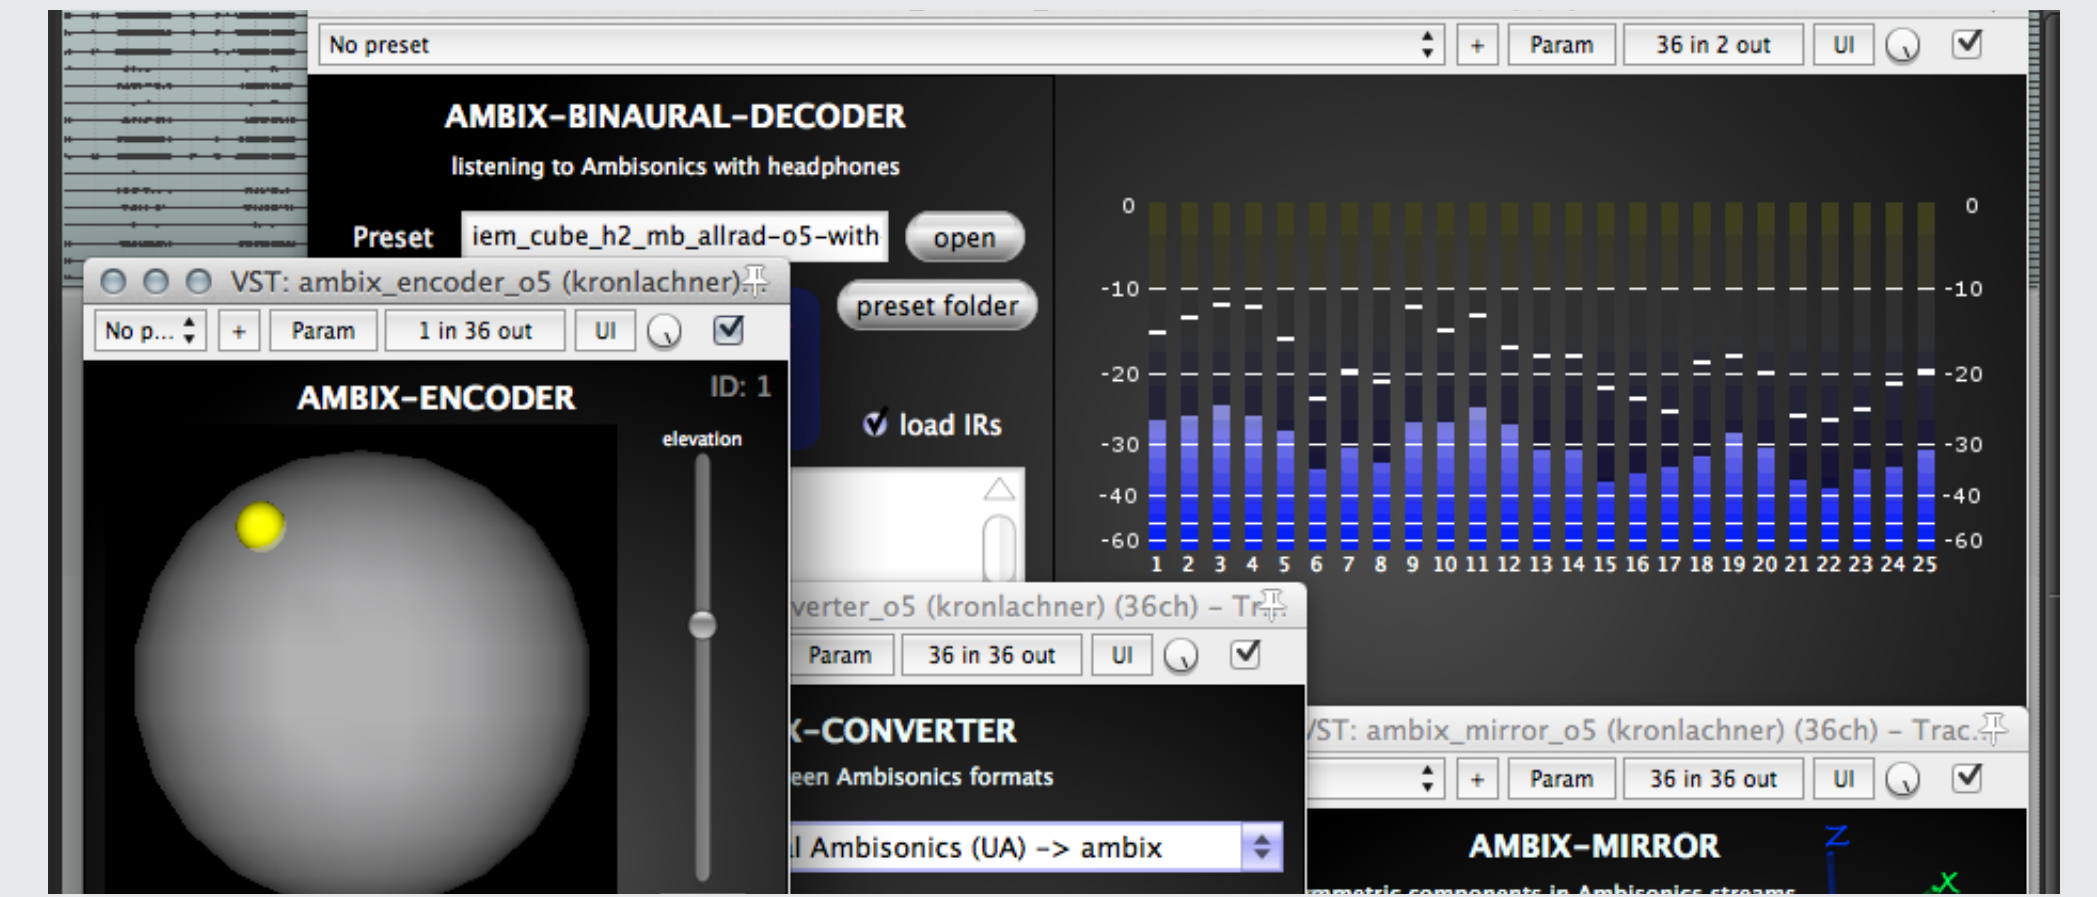 No preset
+
Param
36 in 2 out
UI
AMBIX-BINAURAL-DECODER
listening to Ambisonics with headphones
Preset
iem_cube_h2_mb_allrad-o5-with
open
preset folder
load IRs
0
0
-10
-10
-20
-20
-30
-30
-40
-40
-60
-60
1 2 3 4 5 6 7 8 9 10 11 12 13 14 15 16 17 18 19 20 21 22 23 24 25
VST: ambix_encoder_o5 (kronlachner)...
No p...
+
Param
1 in 36 out
UI
AMBIX-ENCODER
ID: 1
elevation
verter_o5 (kronlachner) (36ch) - Tr...
Param
36 in 36 out
UI
X-CONVERTER
een Ambisonics formats
l Ambisonics (UA) -> ambix
VST: ambix_mirror_o5 (kronlachner) (36ch) - Trac...
+
Param
36 in 36 out
UI
AMBIX-MIRROR
mmetric components in Ambisonics streams
Z
X